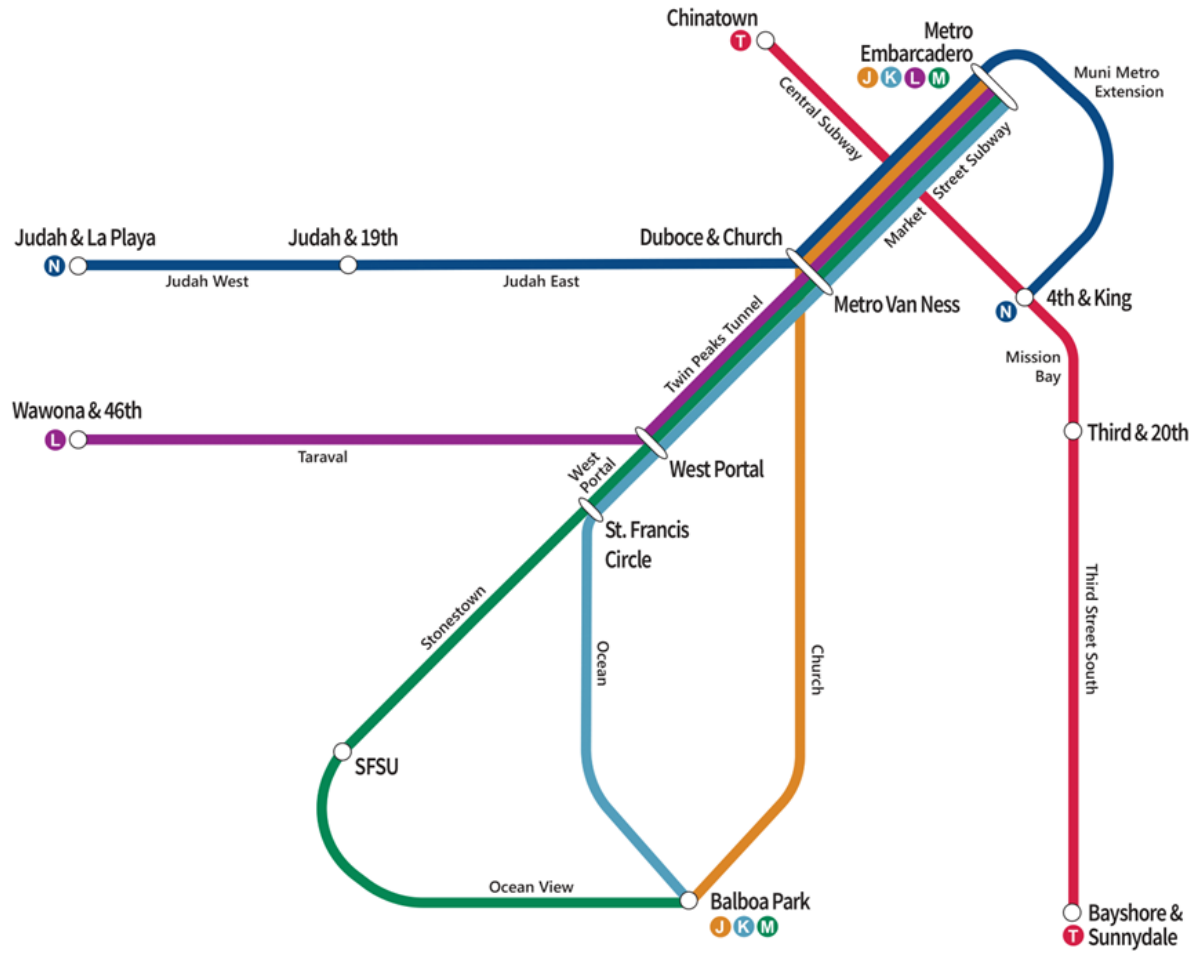 Chinatown
T
Metro
Embarcadero
J K L M
Muni Metro
Extension
Central Subway
Market Street Subway
Judah & La Playa
N
Judah & 19th
Duboce & Church
Judah West
Judah East
Metro Van Ness
4th & King
N
Twin Peaks Tunnel
Mission
Bay
Wawona & 46th
L
Taraval
Third & 20th
West
Portal
West Portal
St. Francis
Circle
Stonestown
Ocean
Church
Third Street South
SFSU
Ocean View
Balboa Park
J K M
Bayshore &
T Sunnydale